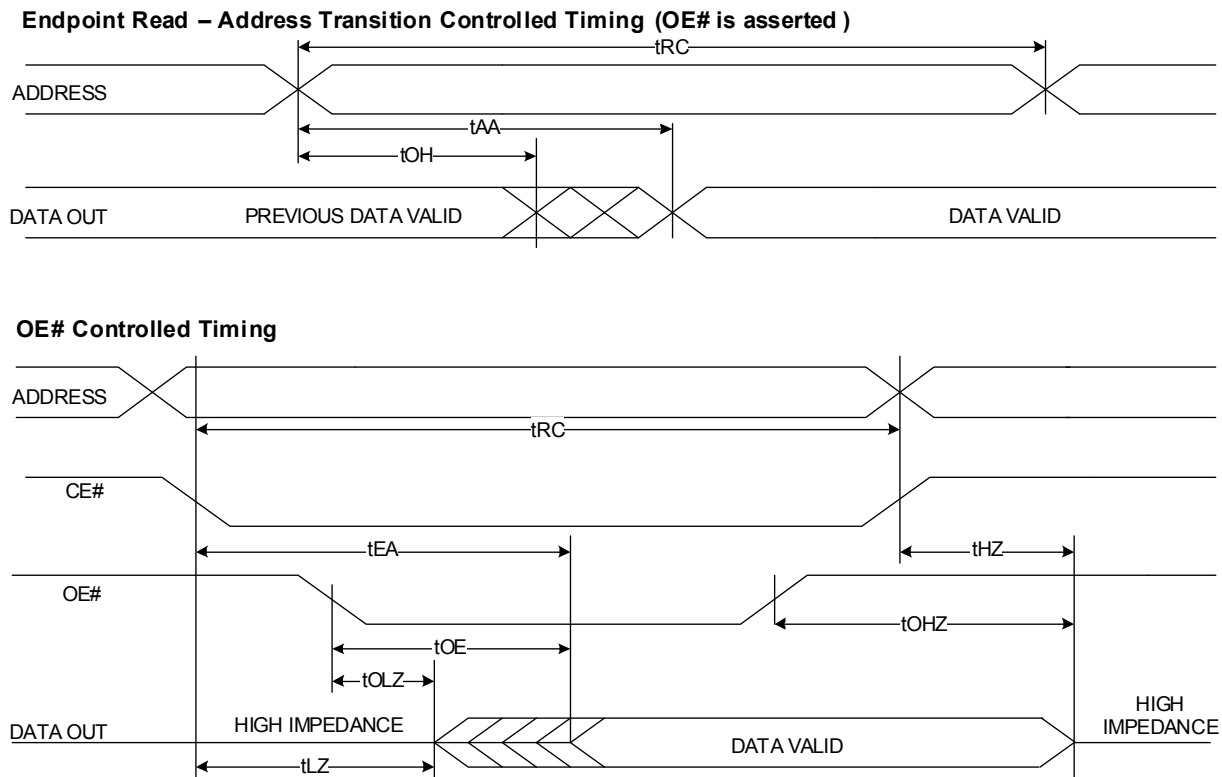 Endpoint Read – Address Transition Controlled Timing (OE# is asserted )
tRC
ADDRESS
tAA
tOH
DATA OUT
PREVIOUS DATA VALID
DATA VALID
OE# Controlled Timing
ADDRESS
tRC
CE#
tEA
tHZ
OE#
tOHZ
tOE
tOLZ
DATA OUT
HIGH IMPEDANCE
DATA VALID
HIGH
IMPEDANCE
tLZ